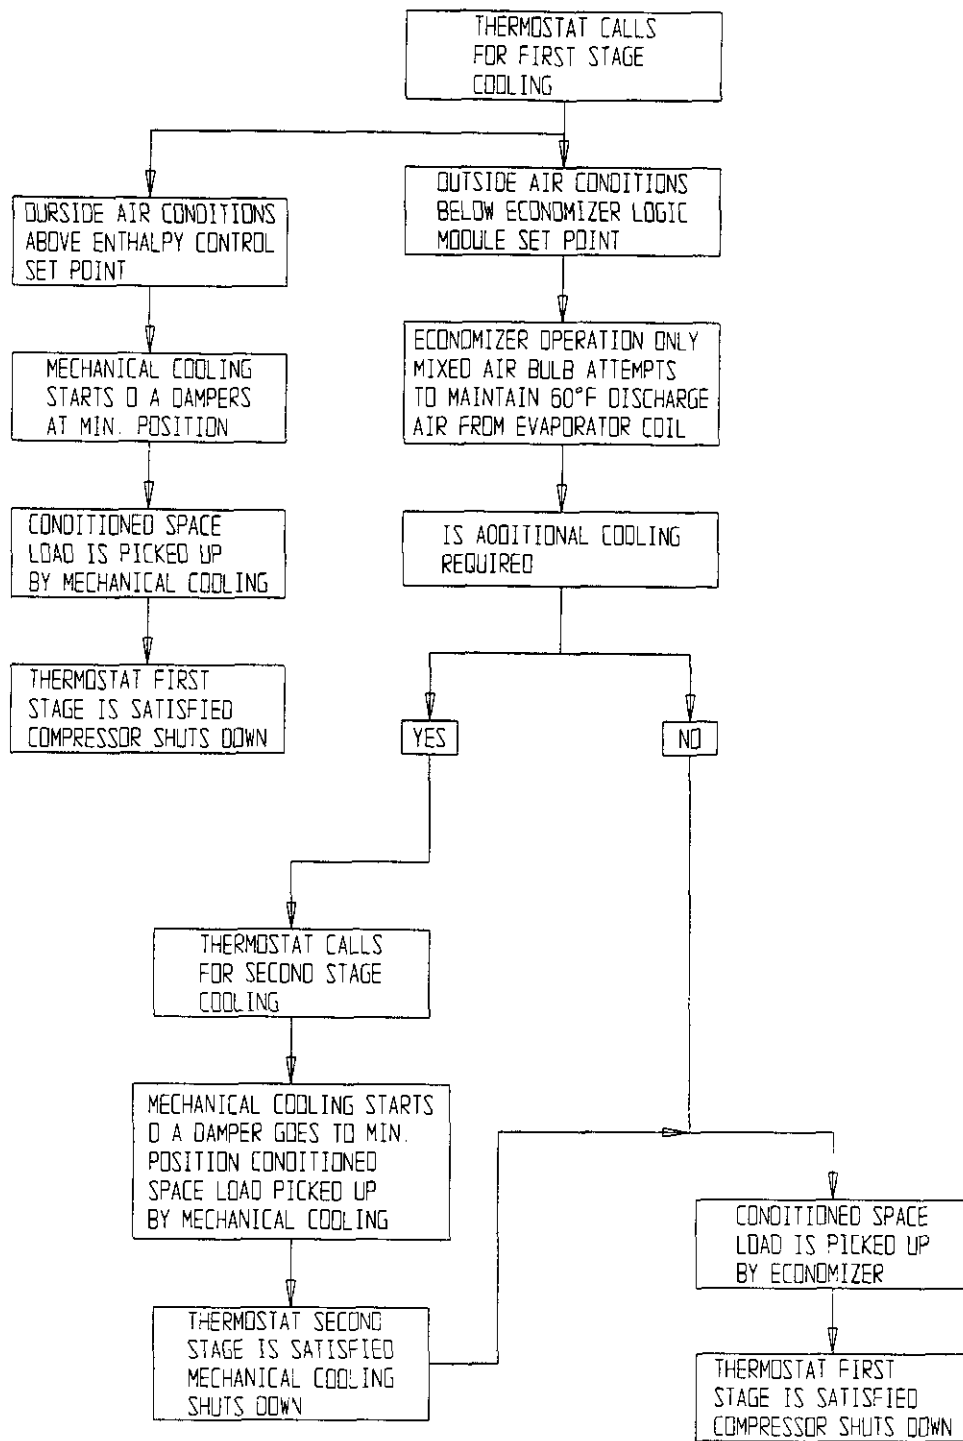 THERMOSTAT CALLS
FOR FIRST STAGE
COOLING
OURSIDE AIR CONDITIONS
ABOVE ENTHALPY CONTROL
SET POINT
MECHANICAL COOLING
STARTS O A DAMPERS
AT MIN. POSITION
CONDITIONED SPACE
LOAD IS PICKED UP
BY MECHANICAL COOLING
THERMOSTAT FIRST
STAGE IS SATISFIED
COMPRESSOR SHUTS DOWN
OUTSIDE AIR CONDITIONS
BELOW ECONOMIZER LOGIC
MODULE SET POINT
ECONOMIZER OPERATION ONLY
MIXED AIR BULB ATTEMPTS
TO MAINTAIN 60°F DISCHARGE
AIR FROM EVAPORATOR COIL
IS ADDITIONAL COOLING
REQUIRED
YES
NO
THERMOSTAT CALLS
FOR SECOND STAGE
COOLING
MECHANICAL COOLING STARTS
O A DAMPER GOES TO MIN.
POSITION CONDITIONED
SPACE LOAD PICKED UP
BY MECHANICAL COOLING
THERMOSTAT SECOND
STAGE IS SATISFIED
MECHANICAL COOLING
SHUTS DOWN
CONDITIONED SPACE
LOAD IS PICKED UP
BY ECONOMIZER
THERMOSTAT FIRST
STAGE IS SATISFIED
COMPRESSOR SHUTS DOWN